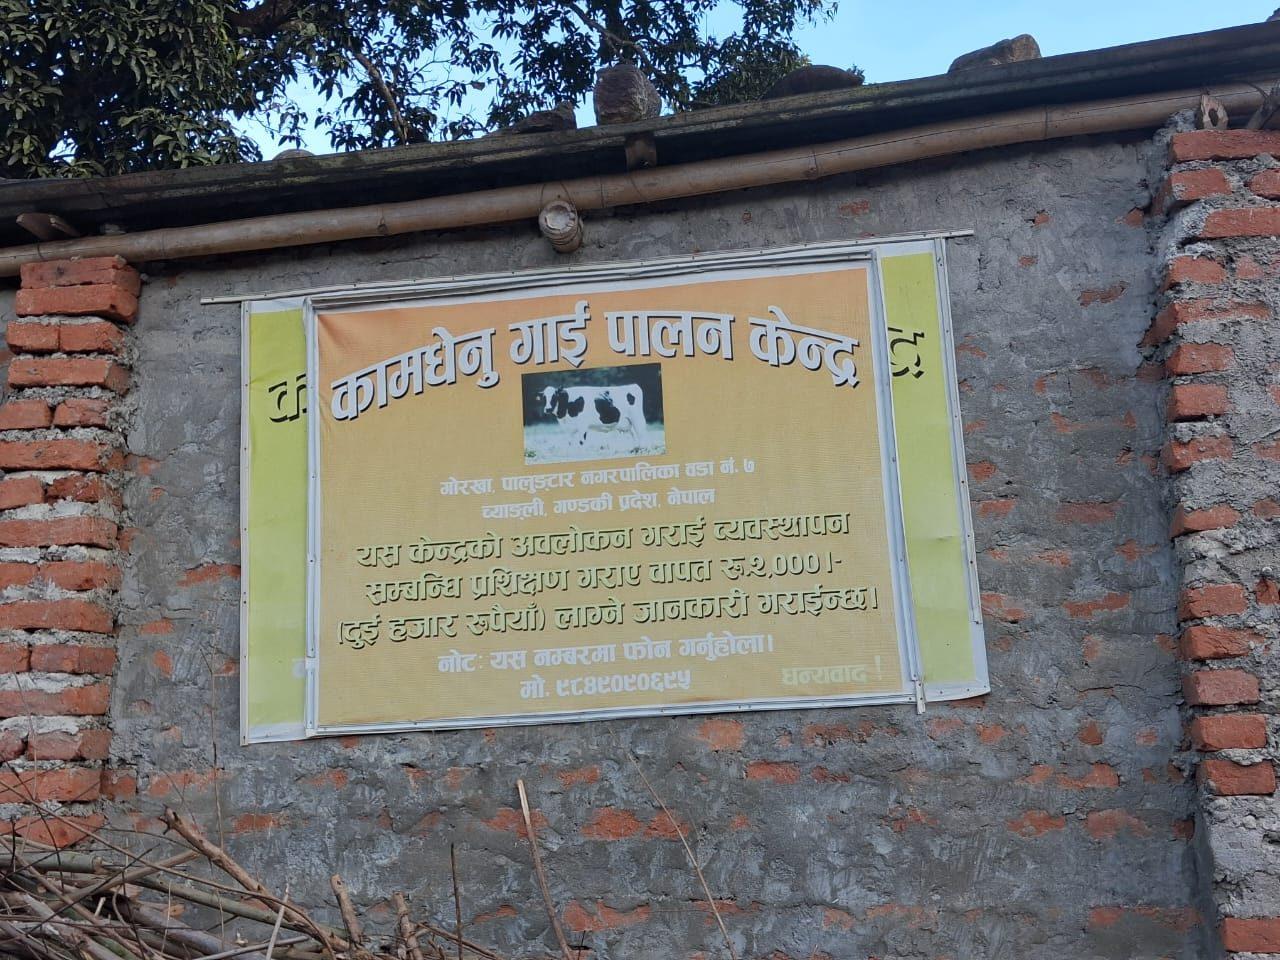 कामधेनु गाई पालन केन्द्र
गोरखा, पालुङटार नगरपालिका वडा नं. ७
च्याङ्ली, गण्डकी प्रदेश, नेपाल
यस केन्द्रको अवलोकन गराई व्यवस्थापन
सम्बन्धि प्रशिक्षण गराए वापत रू.२,०००।-
(दुई हजार रूपैयाँ) लाग्ने जानकारी गराईन्छ।
नोटः यस नम्बरमा फोन गर्नुहोला।
मो. ९८४९०९०६९५
धन्यवाद !